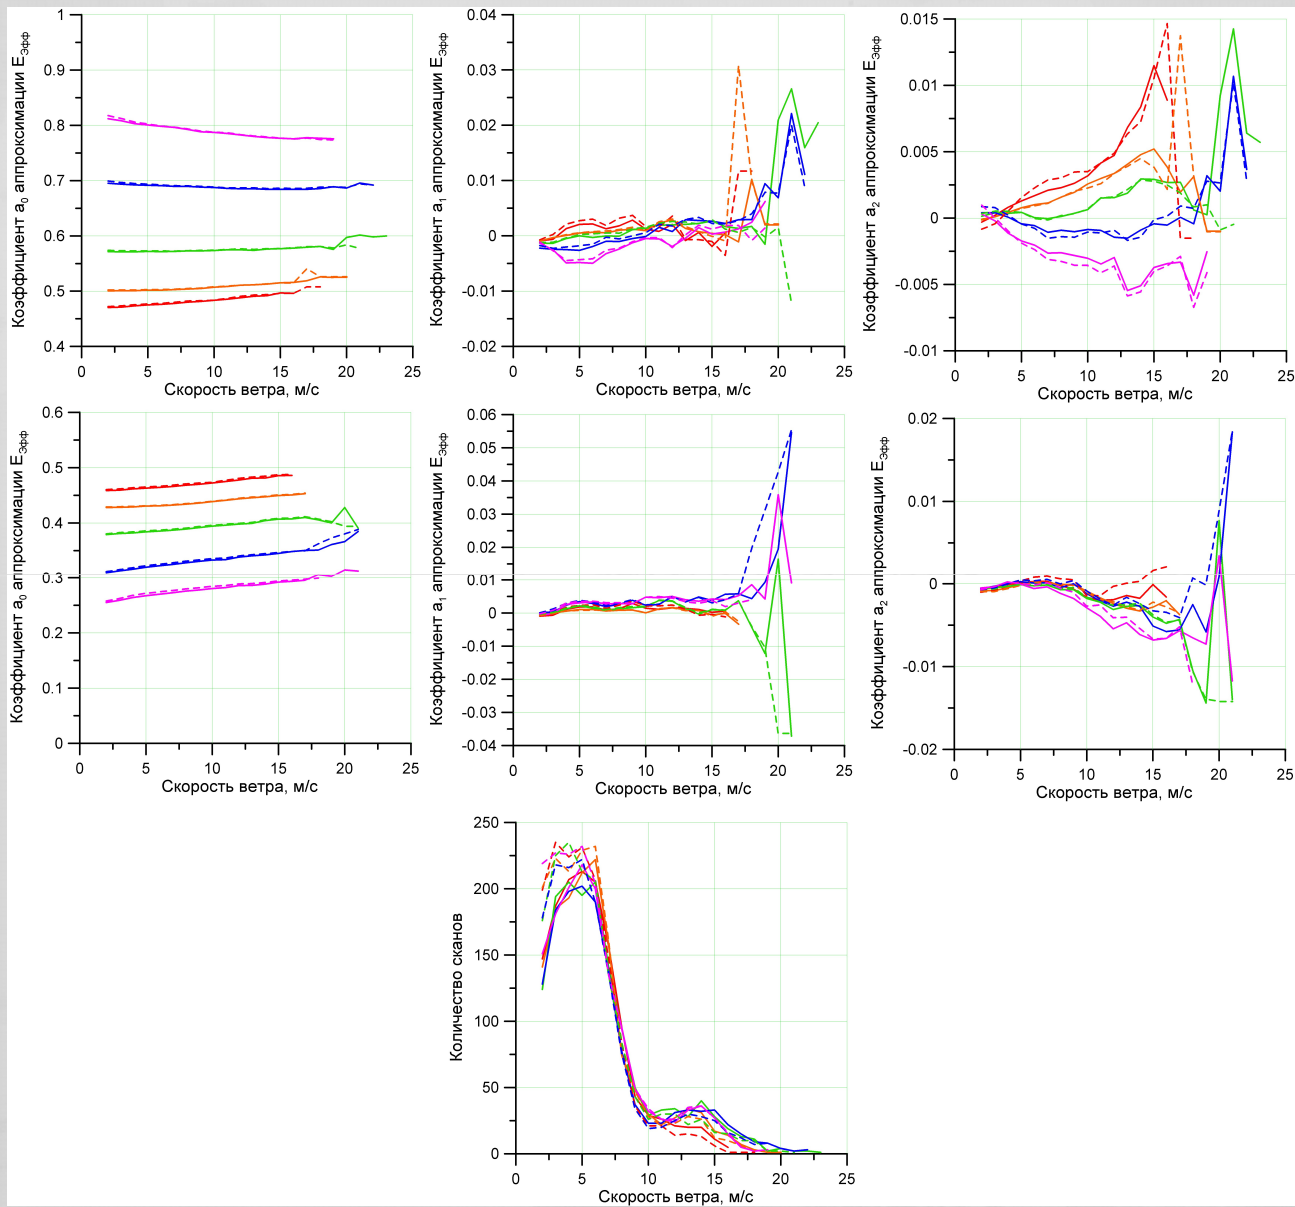 Коэффициент a0 аппроксимации EЭфф
1
0.9
0.8
0.7
0.6
0.5
0.4
0 5 10 15 20 25
Скорость ветра, м/с
Коэффициент a1 аппроксимации EЭфф
0.04
0.03
0.02
0.01
0
-0.01
-0.02
0 5 10 15 20 25
Скорость ветра, м/с
Коэффициент a2 аппроксимации EЭфф
0.015
0.01
0.005
0
-0.005
-0.01
0 5 10 15 20 25
Скорость ветра, м/с
Коэффициент a0 аппроксимации EЭфф
0.6
0.5
0.4
0.3
0.2
0.1
0
0 5 10 15 20 25
Скорость ветра, м/с
Коэффициент a1 аппроксимации EЭфф
0.06
0.05
0.04
0.03
0.02
0.01
0
-0.01
-0.02
-0.03
-0.04
0 5 10 15 20 25
Скорость ветра, м/с
Коэффициент a2 аппроксимации EЭфф
0.02
0.01
0
-0.01
-0.02
0 5 10 15 20 25
Скорость ветра, м/с
Количество сканов
250
200
150
100
50
0
0 5 10 15 20 25
Скорость ветра, м/с